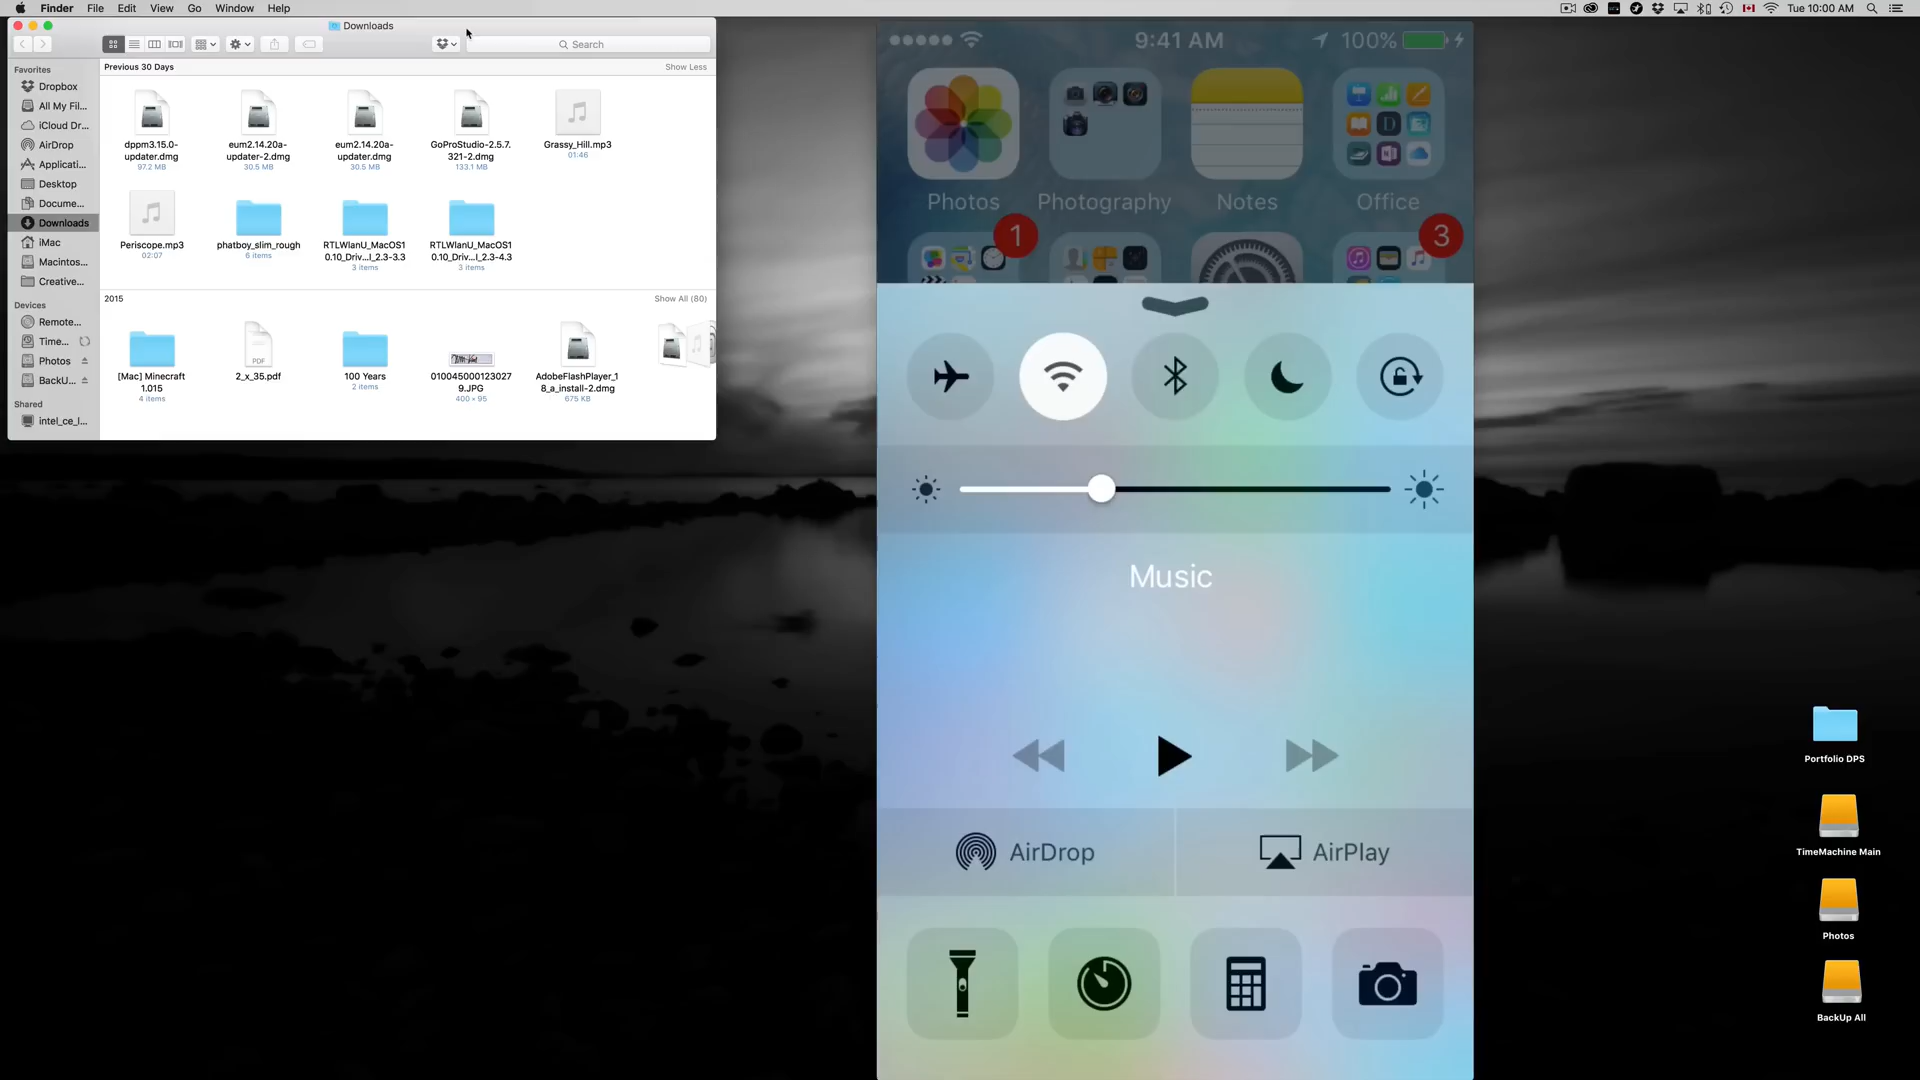 Finder File Edit View Go Window Help
Tue 10:00 AM
Downloads
Search
Favorites
Dropbox
All My Fil...
iCloud Dr...
AirDrop
Applicati...
Desktop
Docume...
Downloads
iMac
Macintos...
Creative...
Devices
Remote...
Time...
Photos
BackU...
Shared
intel_ce_l...
Previous 30 Days
Show Less
dppm3.15.0-
updater.dmg
97.2 MB
eum2.14.20a-
updater-2.dmg
30.5 MB
eum2.14.20a-
updater.dmg
30.5 MB
GoProStudio-2.5.7.
321-2.dmg
133.1 MB
Grassy_Hill.mp3
01:46
Periscope.mp3
02:07
phatboy_slim_rough
6 items
RTLWlanU_MacOS1
0.10_Driv...l_2.3-3.3
3 items
RTLWlanU_MacOS1
0.10_Driv...l_2.3-4.3
3 items
2015
Show All (80)
[Mac] Minecraft
1.015
4 items
PDF
2_x_35.pdf
100 Years
2 items
010045000123027
9.JPG
400 × 95
AdobeFlashPlayer_1
8_a_install-2.dmg
675 KB
9:41 AM
100%
Photos
Photography
Notes
Office
1
3
Music
AirDrop
AirPlay
Portfolio DPS
TimeMachine Main
Photos
BackUp All